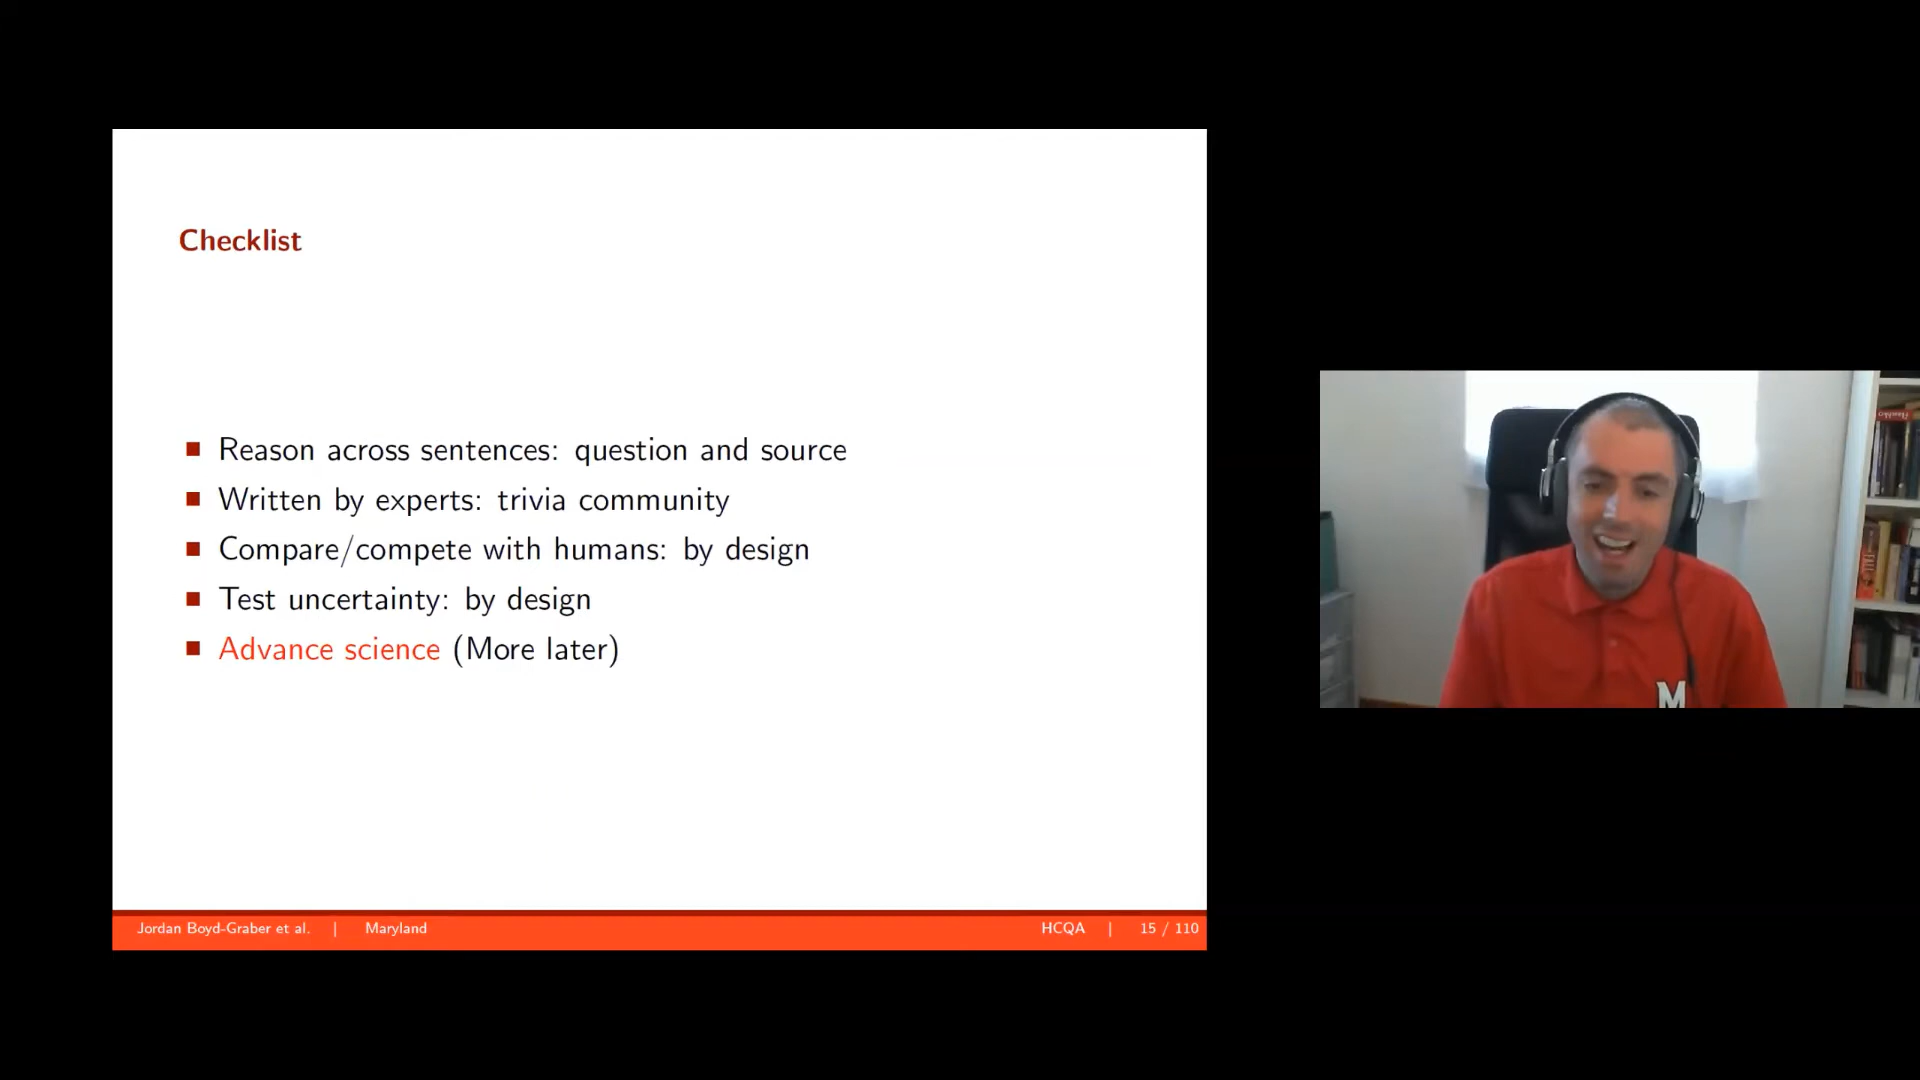 Checklist
Reason across sentences: question and source
Written by experts: trivia community
Compare/compete with humans: by design
Test uncertainty: by design
Advance science (More later)
Jordan Boyd-Graber et al. | Maryland
HCQA | 15 / 110
M